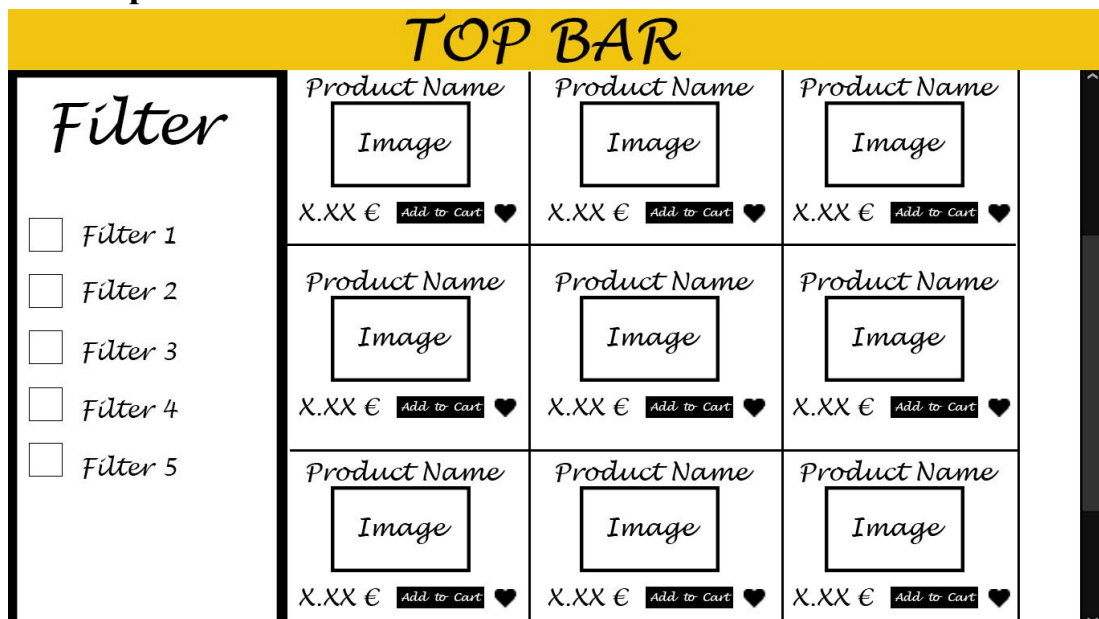 TOP BAR
Filter
Filter 1
Filter 2
Filter 3
Filter 4
Filter 5
Product Name Product Name Product Name
Image Image Image
X.XX € Add to Cart X.XX € Add to Cart X.XX € Add to Cart
Product Name Product Name Product Name
Image Image Image
X.XX € Add to Cart X.XX € Add to Cart X.XX € Add to Cart
Product Name Product Name Product Name
Image Image Image
X.XX € Add to Cart X.XX € Add to Cart X.XX € Add to Cart